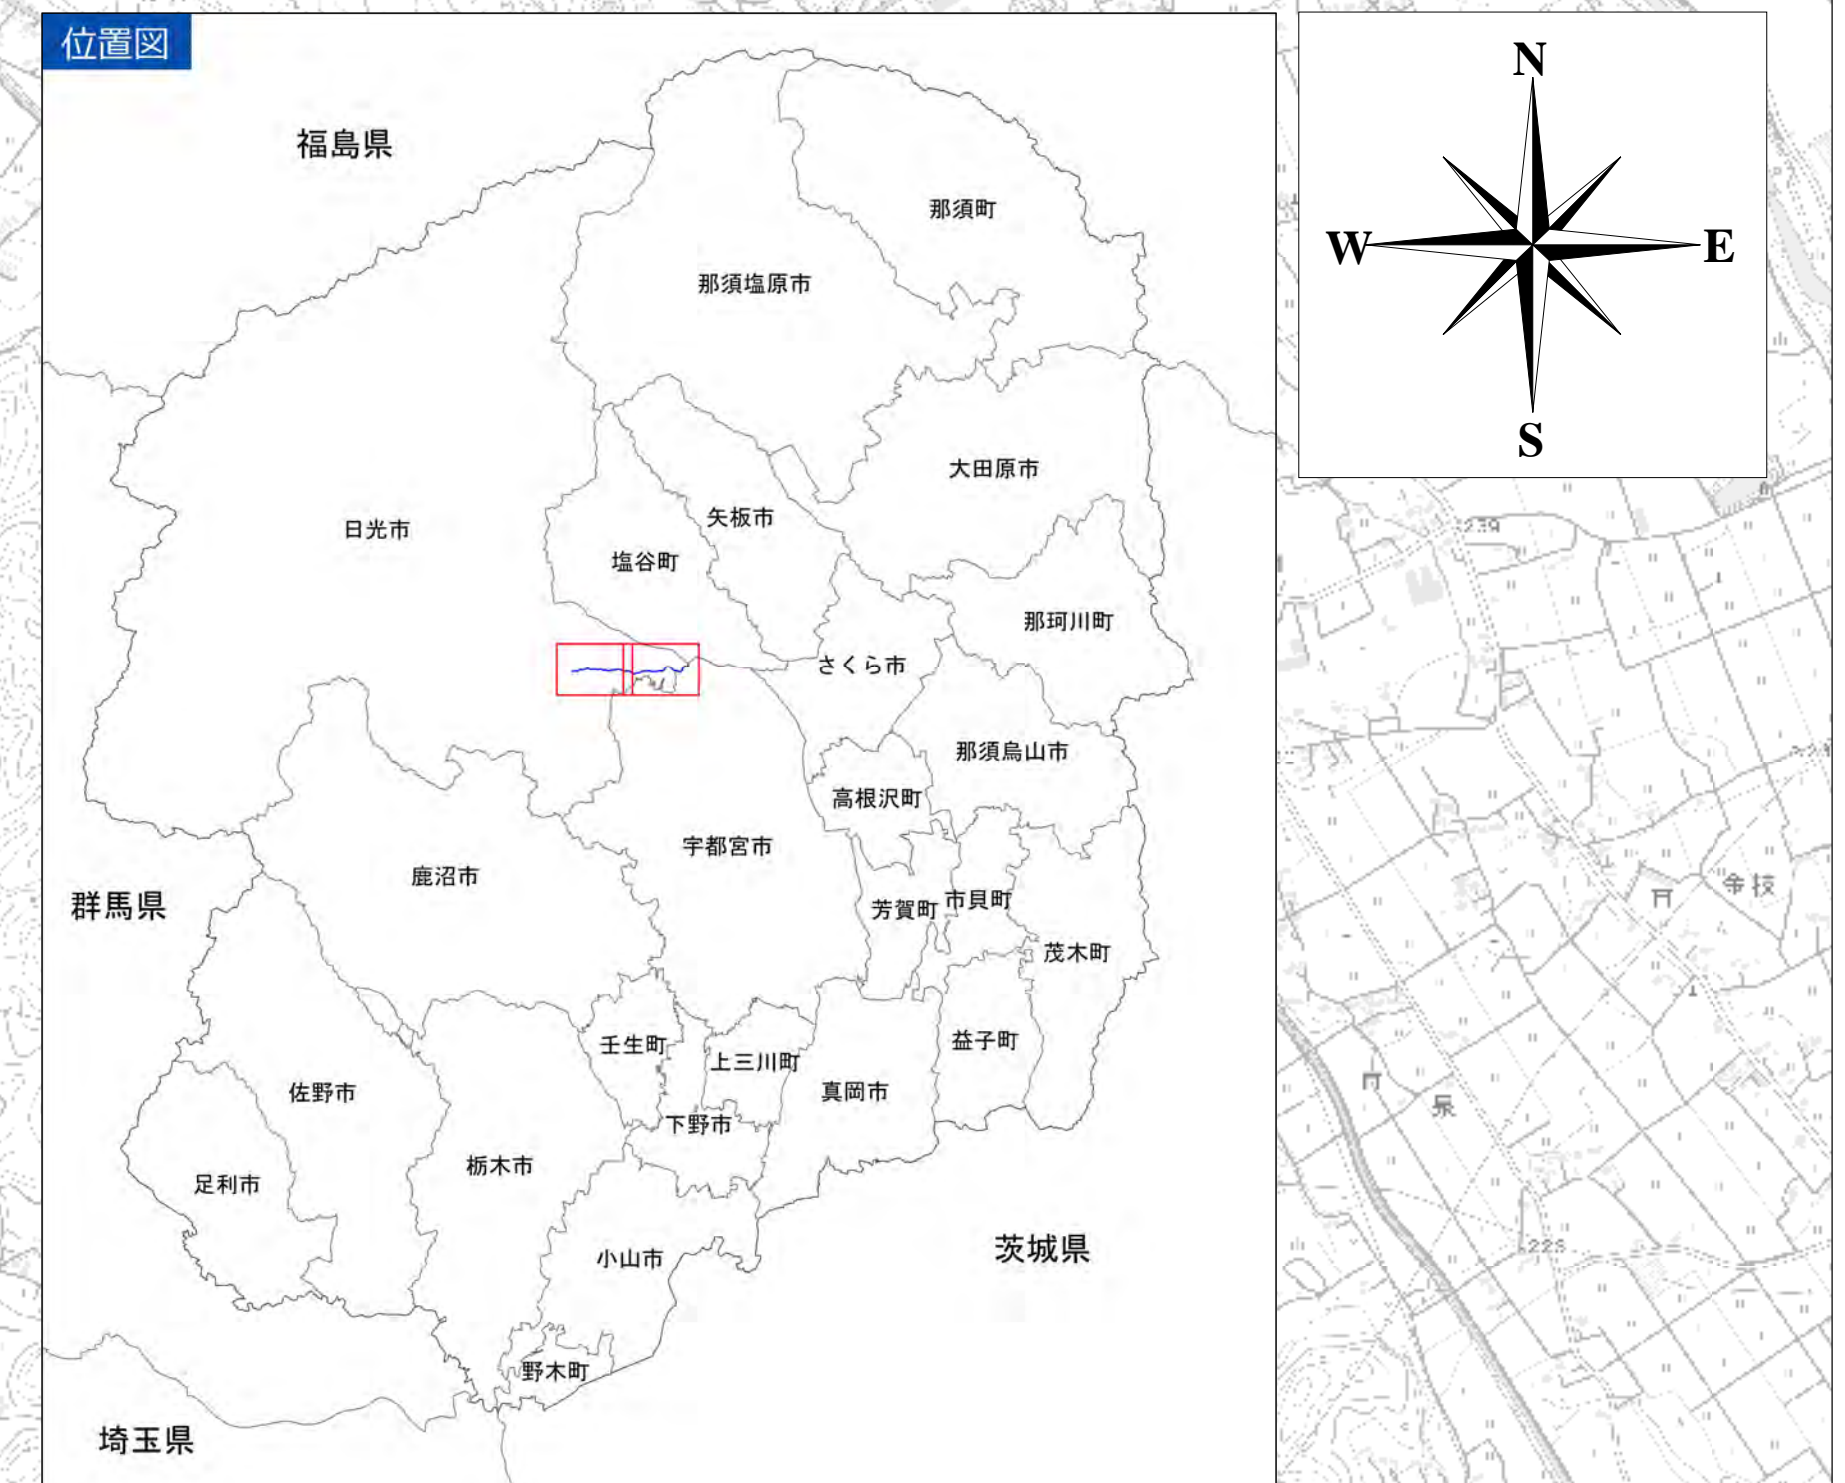 位置図
福島県
那須町
那須塩原市
大田原市
日光市
矢板市
塩谷町
那珂川町
さくら市
那須烏山市
高根沢町
宇都宮市
鹿沼市
群馬県
芳賀町
市貝町
茂木町
壬生町
上三川町
益子町
真岡市
佐野市
下野市
栃木市
足利市
小山市
茨城県
野木町
埼玉県
N
W
E
S
239
金枝
泉